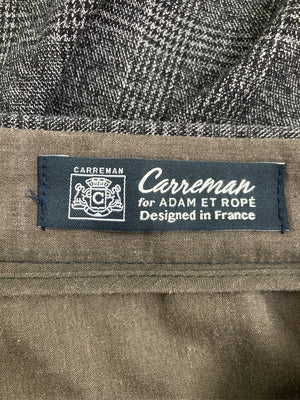 CARREMAN
C
Carreman
for ADAM ET ROPÉ
Designed in France